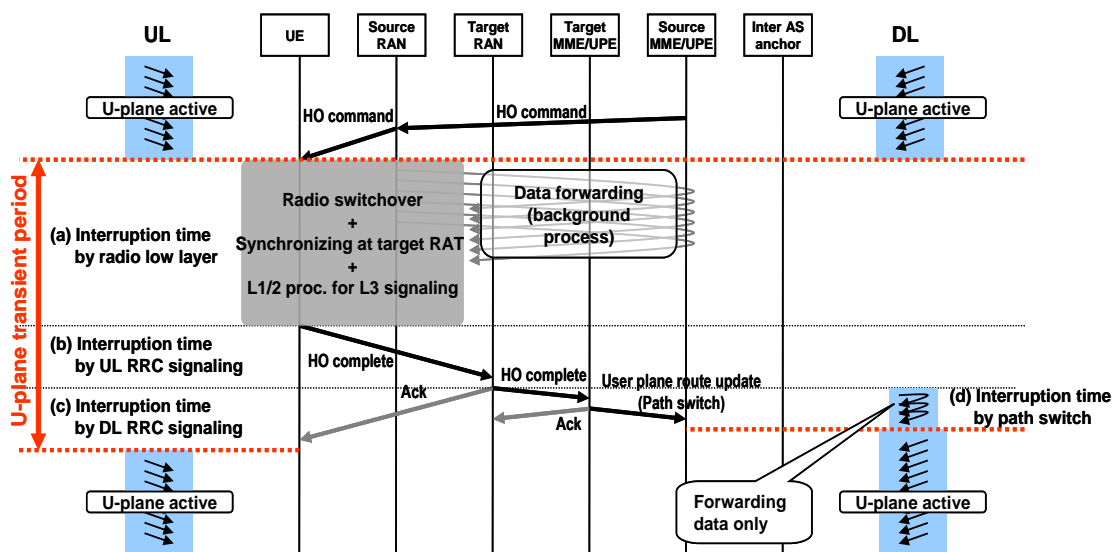 UL
UE
Source
RAN
Target
RAN
Target
MME/UPE
Source
MME/UPE
Inter AS
anchor
DL
U-plane active
HO command
HO command
U-plane active
U-plane transient period
(a) Interruption time
by radio low layer
Radio switchover
+
Synchronizing at target RAT
+
L1/2 proc. for L3 signaling
Data forwarding
(background
process)
(b) Interruption time
by UL RRC signaling
HO complete
HO complete
User plane route update
(Path switch)
Ack
Ack
(c) Interruption time
by DL RRC signaling
(d) Interruption time
by path switch
U-plane active
Forwarding
data only
U-plane active